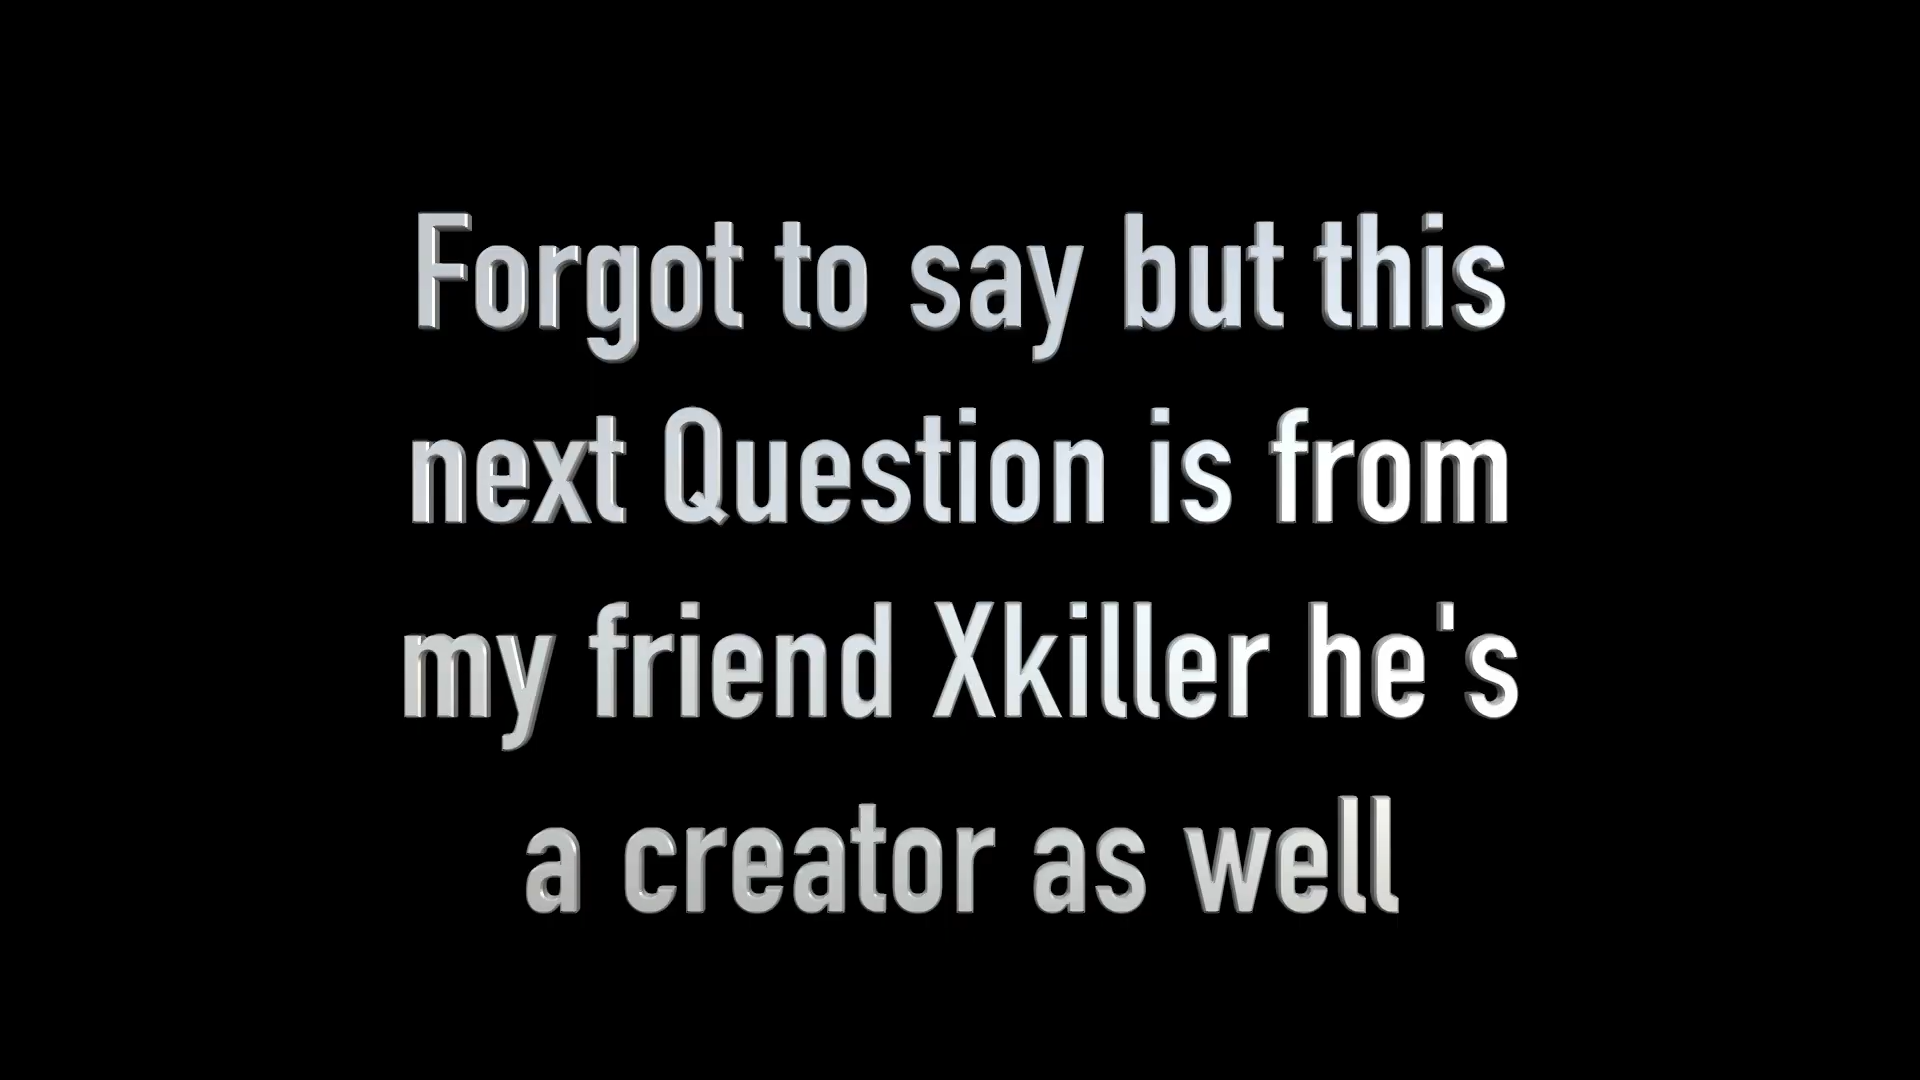 Forgot to say but this
next Question is from
my friend Xkiller he's
a creator as well